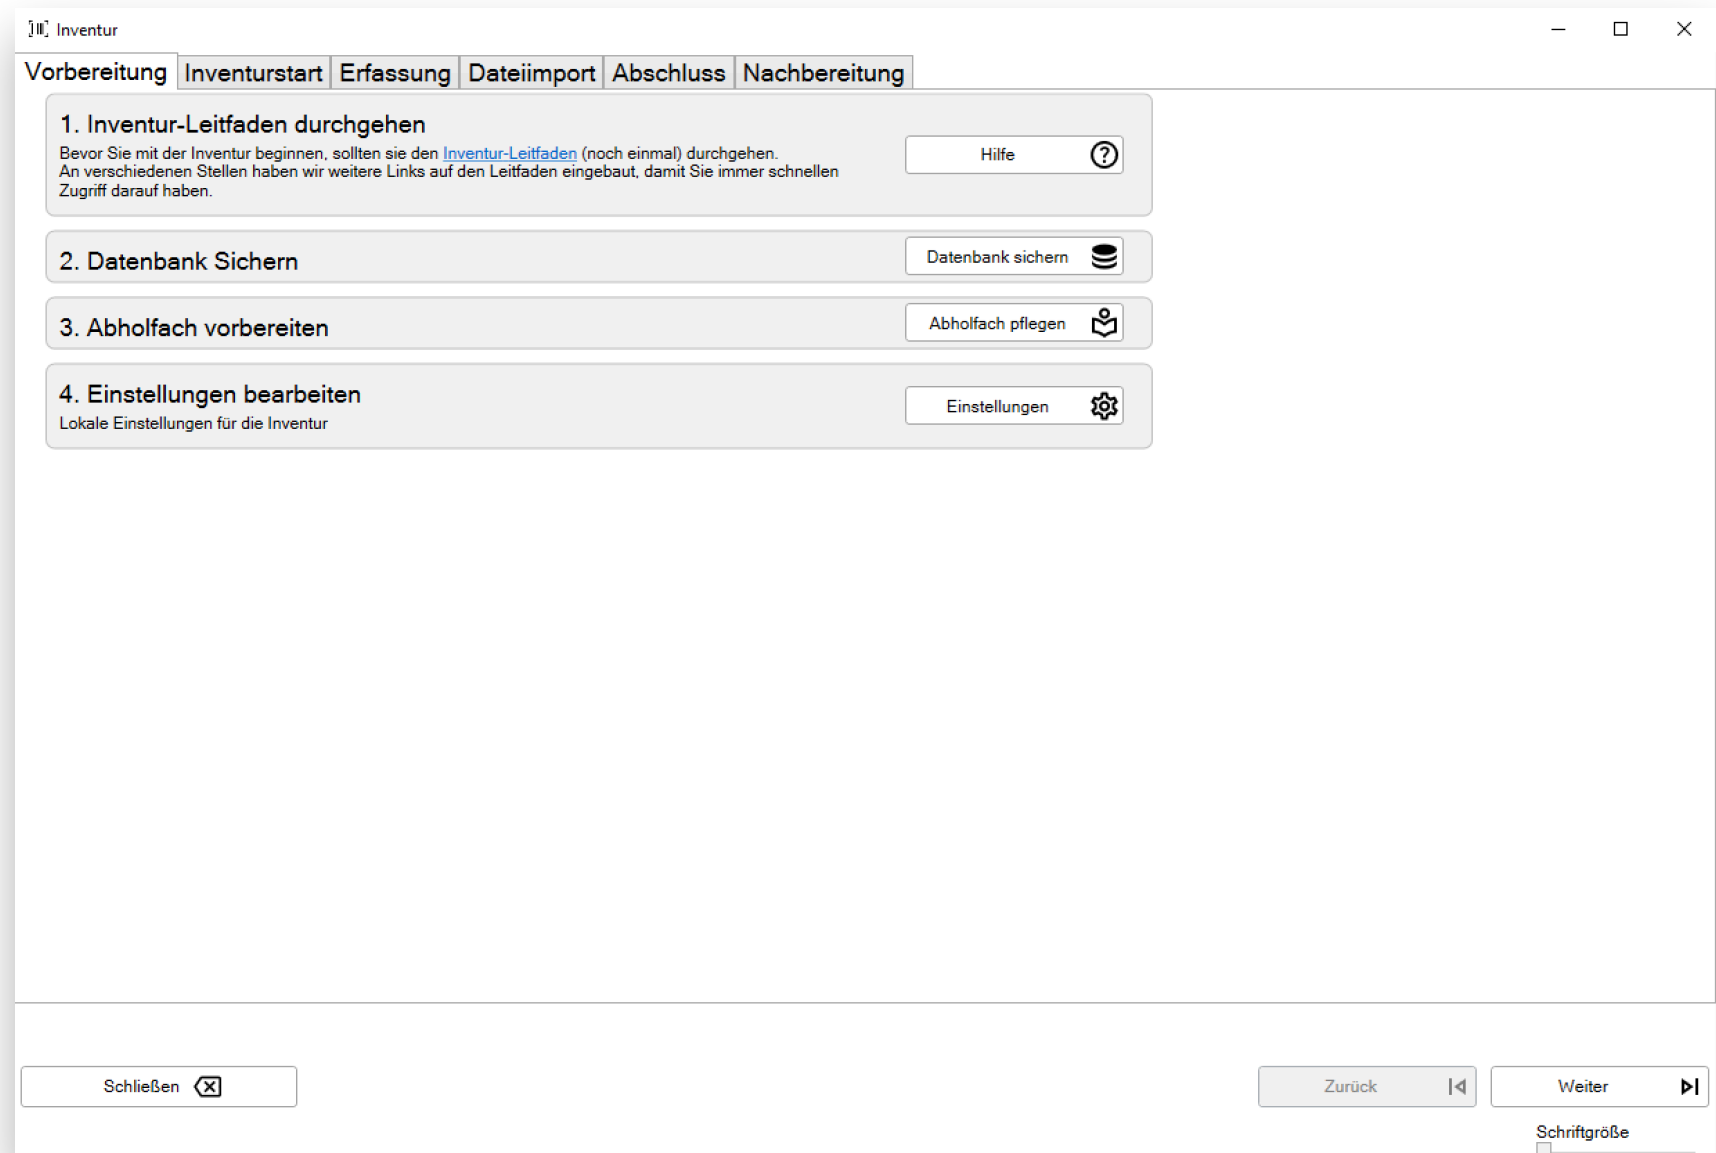 Inventur
Vorbereitung Inventurstart Erfassung Dateiimport Abschluss Nachbereitung
1. Inventur-Leitfaden durchgehen
Bevor Sie mit der Inventur beginnen, sollten sie den Inventur-Leitfaden (noch einmal) durchgehen.
An verschiedenen Stellen haben wir weitere Links auf den Leitfaden eingebaut, damit Sie immer schnellen
Zugriff darauf haben.
Hilfe
2. Datenbank Sichern
Datenbank sichern
3. Abholfach vorbereiten
Abholfach pflegen
4. Einstellungen bearbeiten
Lokale Einstellungen für die Inventur
Einstellungen
Schließen
Zurück
Weiter
Schriftgröße